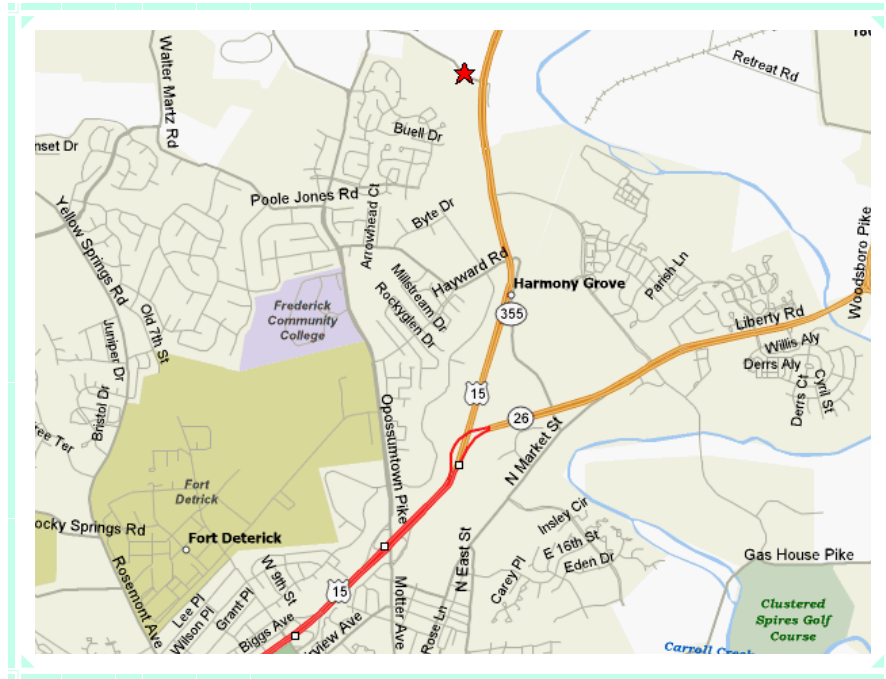 Walter Martz Rd
Retreat Rd
Buell Dr
nset Dr
Poole Jones Rd
Arrowhead Ct
Byte Dr
Yellow Springs Rd
Woodsboro Pike
Hayward Rd
Harmony Grove
Parish Ln
Millstream Dr
Rockyglen Dr
Frederick
Community
College
355
Liberty Rd
Old 7th St
Juniper Dr
Willis Aly
Derrs Aly
Cyril St
Derrs Ct
15
26
Bristol Dr
Opossumtown Pike
N Market St
ree Ter
Fort
Detrick
Insley Cir
ocky Springs Rd
Fort Deterick
E 16th St
Eden Dr
Gas House Pike
N East St
Carey Pl
W 9th St
Rosemont Ave
Lee Pl
Wilson Pl
Grant Pl
15
Motter Ave
Rose Ln
Biggs Ave
rview Ave
Clustered
Spires Golf
Course
Carroll Creek